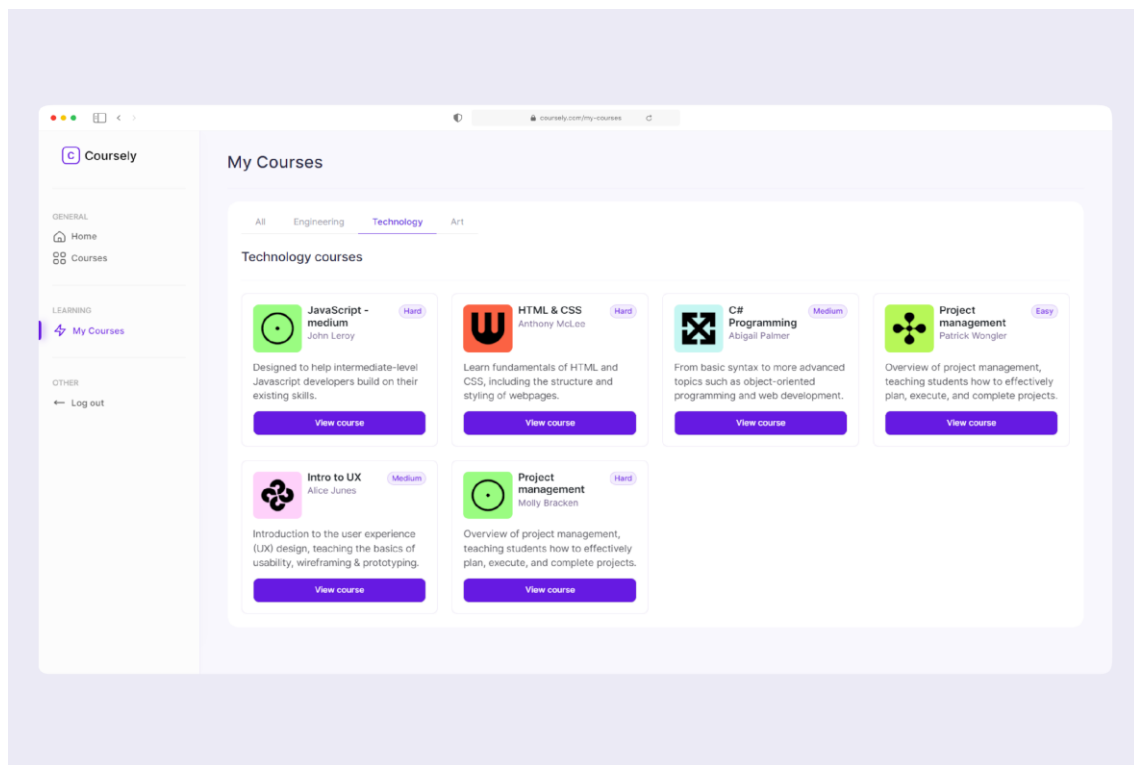 coursely.com/my-courses
C Coursely
GENERAL
Home
Courses
LEARNING
My Courses
OTHER
Log out
My Courses
All Engineering Technology Art
Technology courses
JavaScript -
medium
Hard
John Leroy
Designed to help intermediate-level
Javascript developers build on their
existing skills.
View course
HTML & CSS
Hard
Anthony McLeo
Learn fundamentals of HTML and
CSS, including the structure and
styling of webpages.
View course
C#
Programming
Medium
Abigail Palmer
From basic syntax to more advanced
topics such as object-oriented
programming and web development.
View course
Project
management
Easy
Patrick Wongler
Overview of project management,
teaching students how to effectively
plan, execute, and complete projects.
View course
Intro to UX
Medium
Alice Junes
Introduction to the user experience
(UX) design, teaching the basics of
usability, wireframing & prototyping.
View course
Project
management
Hard
Molly Bracken
Overview of project management,
teaching students how to effectively
plan, execute, and complete projects.
View course